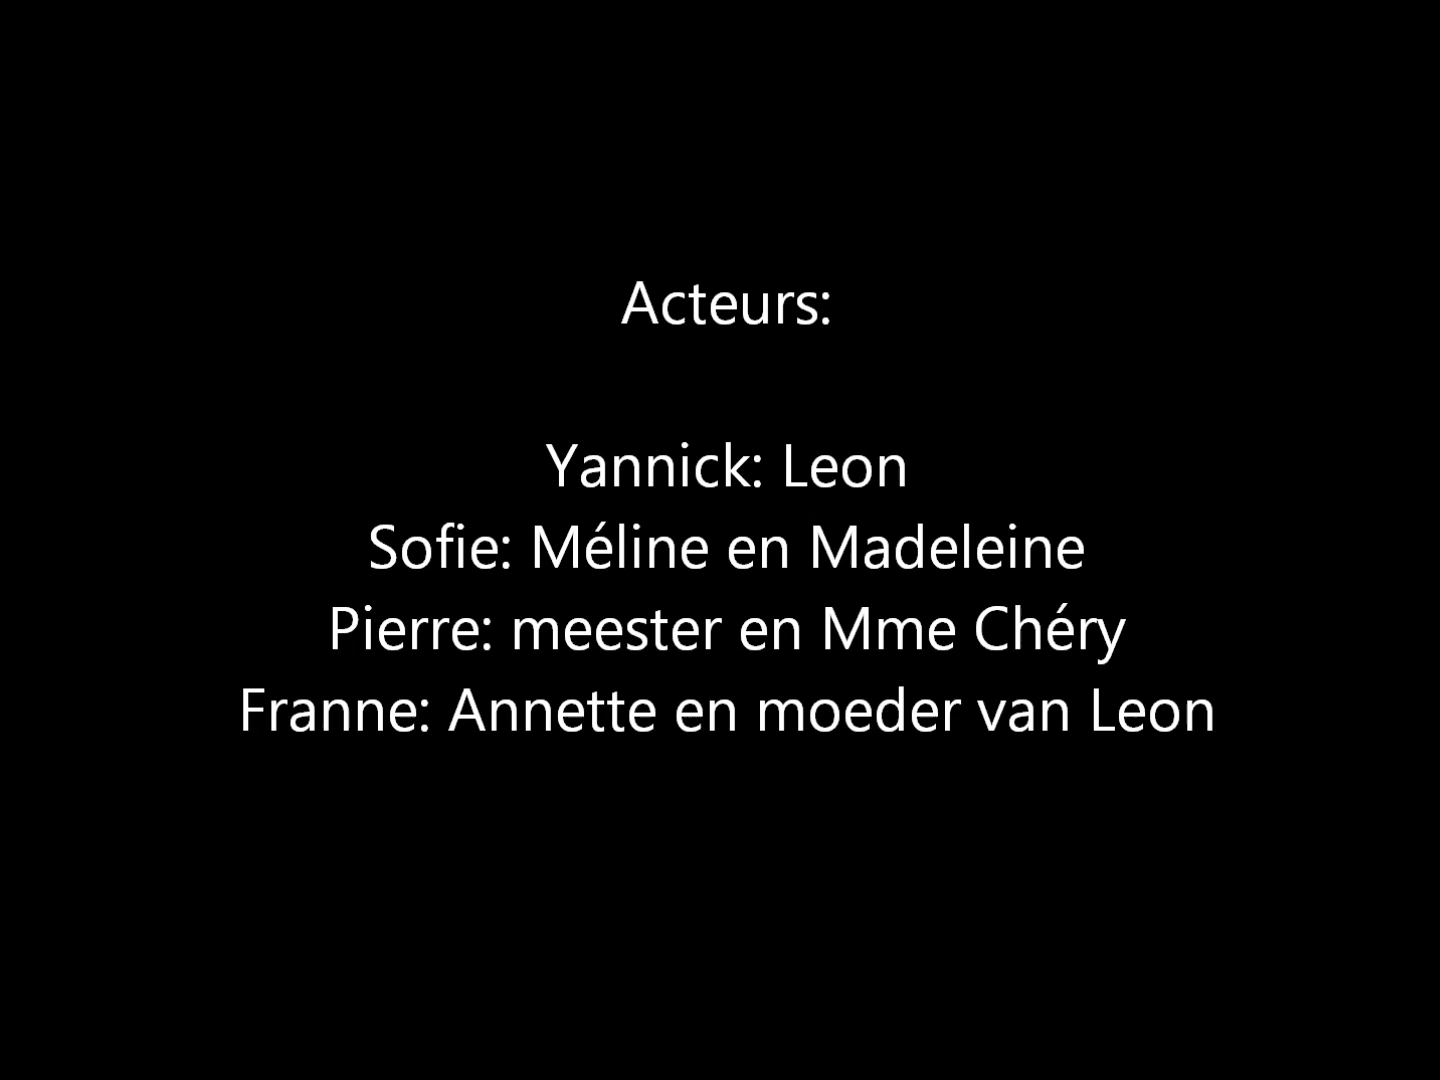 Acteurs:
Yannick: Leon
Sofie: Méline en Madeleine
Pierre: meester en Mme Chéry
Franne: Annette en moeder van Leon